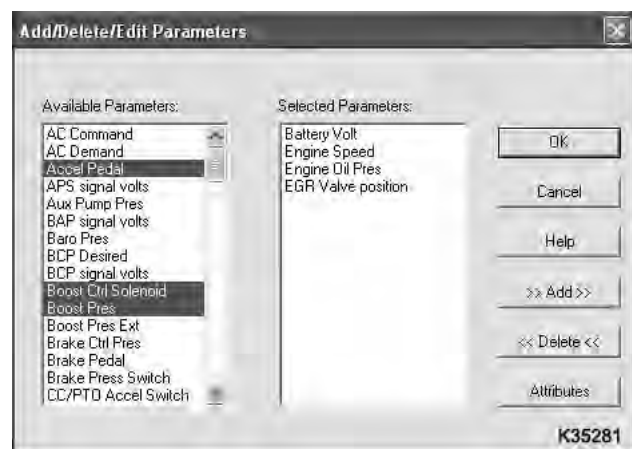 Add/Delete/Edit Parameters
Available Parameters:
AC Command
AC Demand
Accel Pedal
APS signal volts
Aux Pump Pres
BAP signal volts
Baro Pres
BCP Desired
BCP signal volts
Boost Ctrl Solenoid
Boost Pres
Boost Pres Ext
Brake Ctrl Pres
Brake Pedal
Brake Press Switch
CC/PTO Accel Switch
Selected Parameters:
Battery Volt
Engine Speed
Engine Oil Pres
EGR Valve position
OK
Cancel
Help
>> Add >>
<< Delete <<
Attributes
K35281